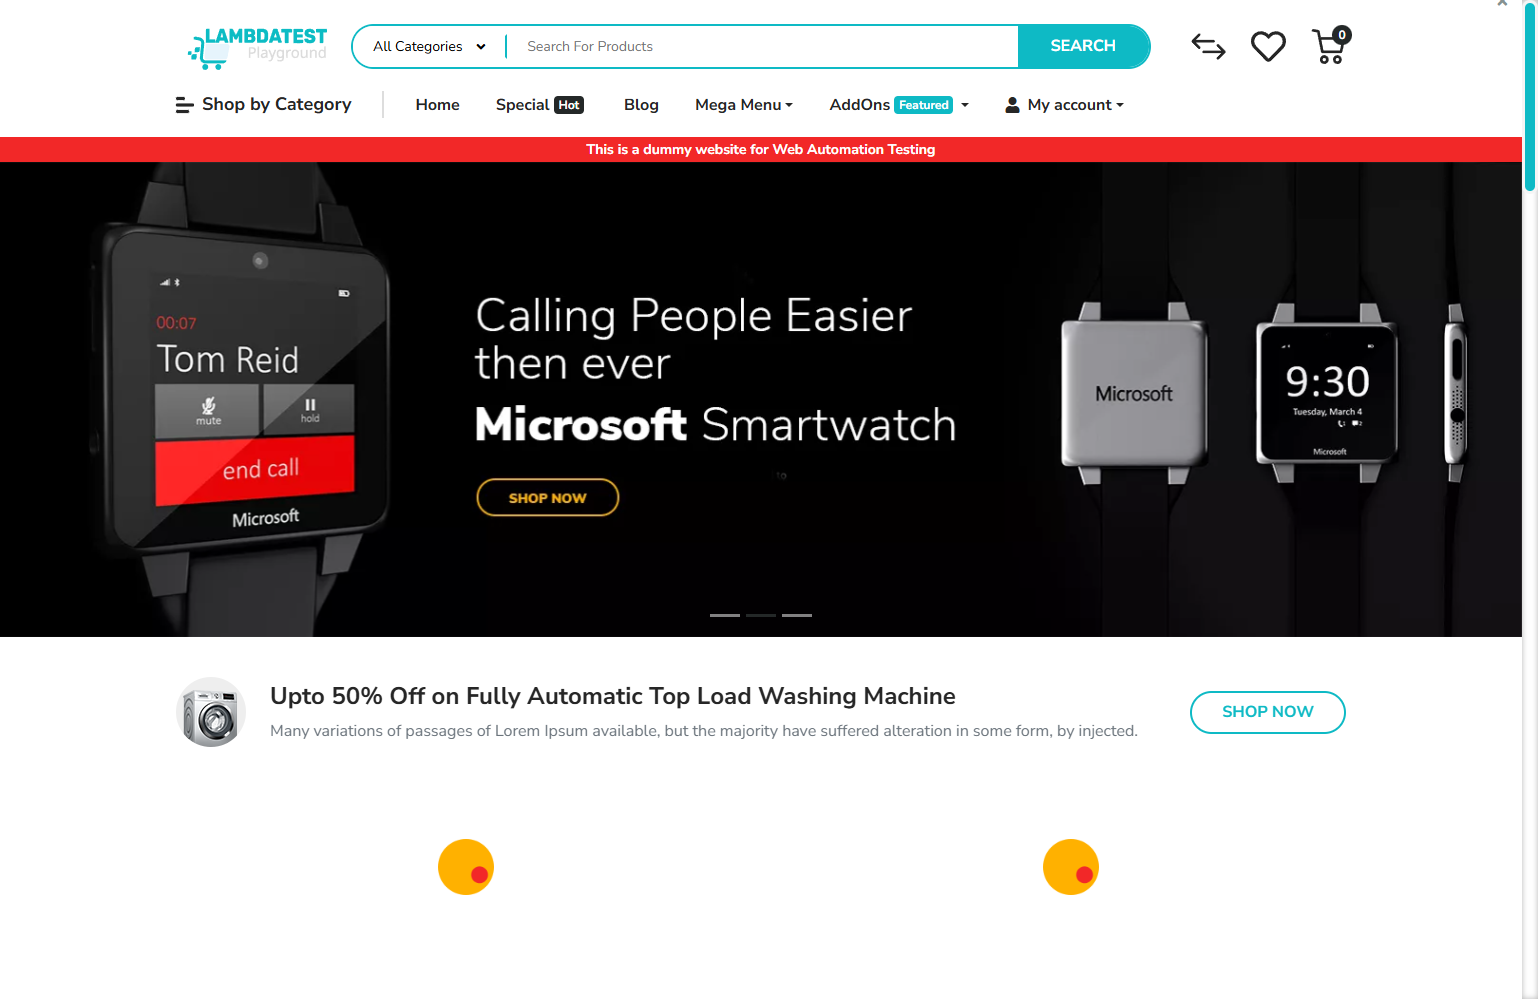 LAMBDATEST
Playground
All Categories
Search For Products
SEARCH
0
Shop by Category
Home
Special Hot
Blog
Mega Menu
AddOns Featured
My account
This is a dummy website for Web Automation Testing
00:07
Tom Reid
mute
hold
end call
Microsoft
Calling People Easier
then ever
Microsoft Smartwatch
to
SHOP NOW
Microsoft
9:30
Tuesday, March 4
Microsoft
Upto 50% Off on Fully Automatic Top Load Washing Machine
Many variations of passages of Lorem Ipsum available, but the majority have suffered alteration in some form, by injected.
SHOP NOW